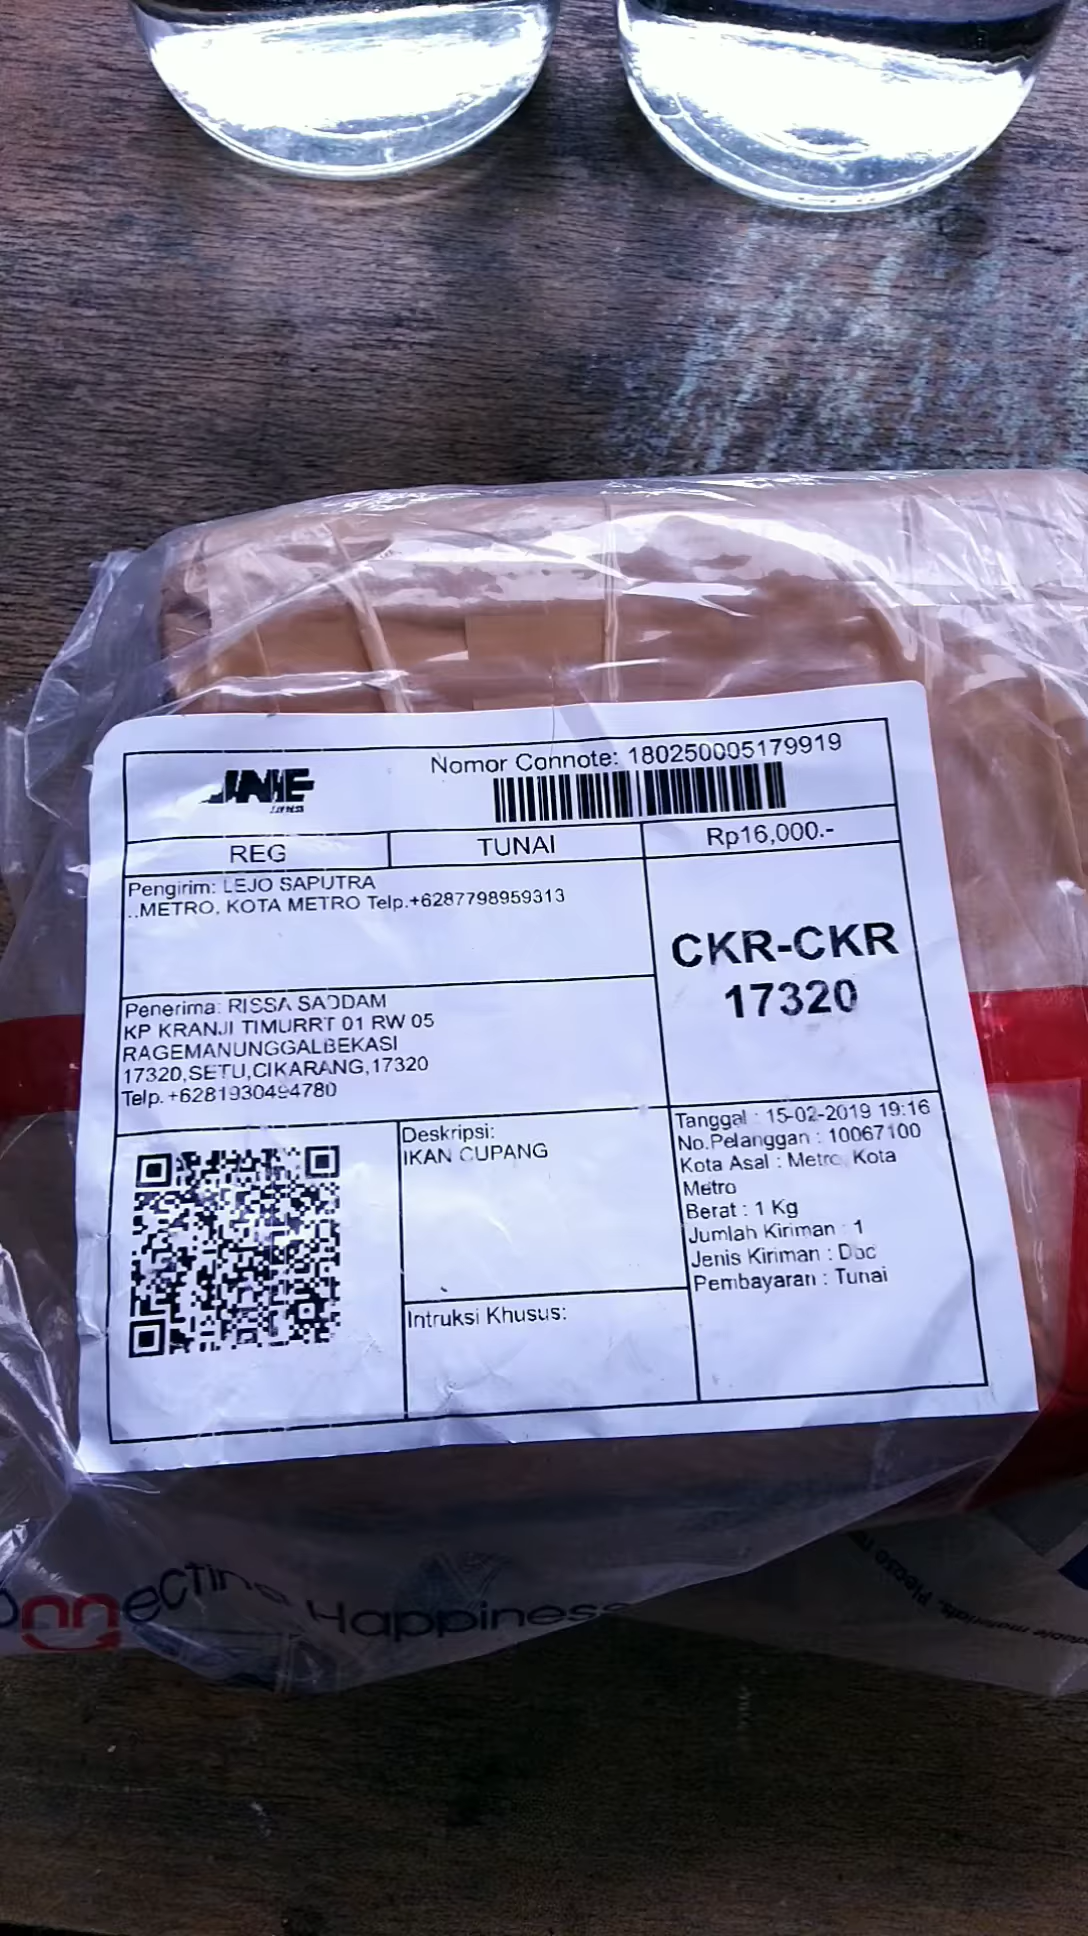 JNE
Nomor Connote: 180250005179919
REG
TUNAI
Rp16,000.-
Pengirim: LEJO SAPUTRA
..METRO, KOTA METRO Telp.+6287798959313
CKR-CKR
17320
Penerima: RISSA SADDAM
KP KRANJI TIMURRT 01 RW 05
RAGEMANUNGGALBEKASI
17320,SETU,CIKARANG,17320
Telp. +6281930494780
Deskripsi:
IKAN CUPANG
Intruksi Khusus:
Tanggal : 15-02-2019 19:16
No.Pelanggan : 10067100
Kota Asal : Metro, Kota
Metro
Berat : 1 Kg
Jumlah Kiriman : 1
Jenis Kiriman : Doc
Pembayaran : Tunai
Happiness